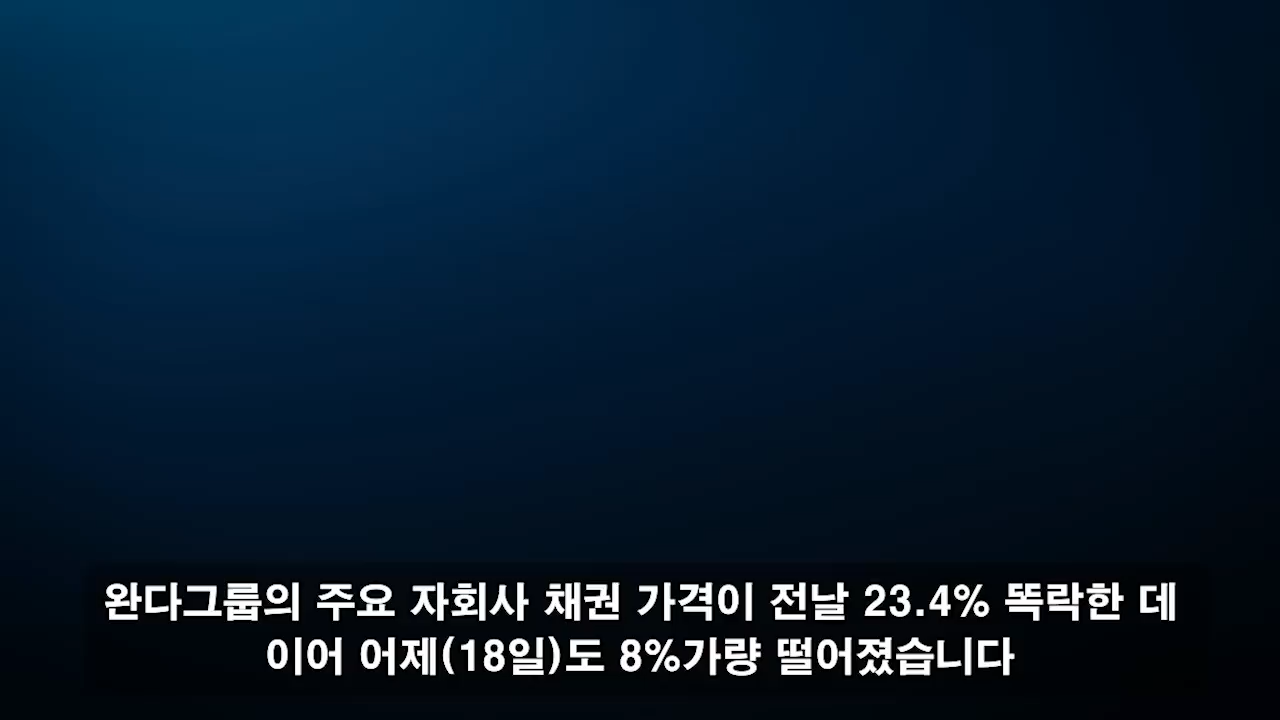 완다그룹의 주요 자회사 채권 가격이 전날 23.4% 똑락한 데
이어 어제(18일)도 8%가량 떨어졌습니다